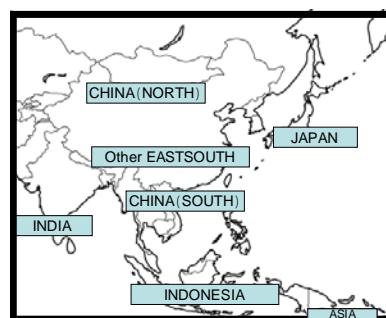 CHINA(NORTH)
JAPAN
Other EASTSOUTH
CHINA(SOUTH)
INDIA
INDONESIA
ASIA